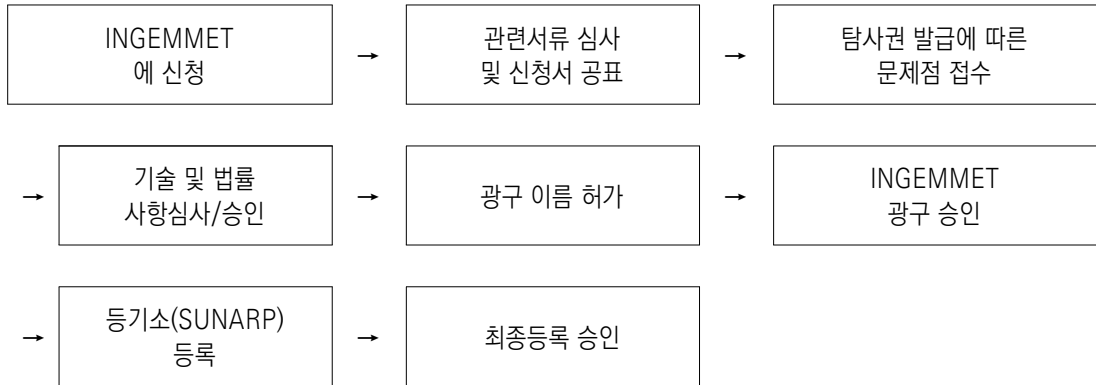 INGEMMET
에 신청
→
관련서류 심사
및 신청서 공표
→
탐사권 발급에 따른
문제점 접수
→
기술 및 법률
사항심사/승인
→
광구 이름 허가
→
INGEMMET
광구 승인
→
등기소(SUNARP)
등록
→
최종등록 승인